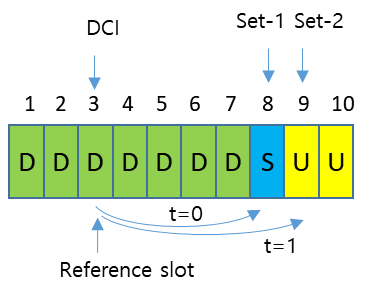 DCI
Set-1 Set-2
1 2 3 4 5 6 7 8 9 10
D D D D D D D S U U
t=0
t=1
Reference slot